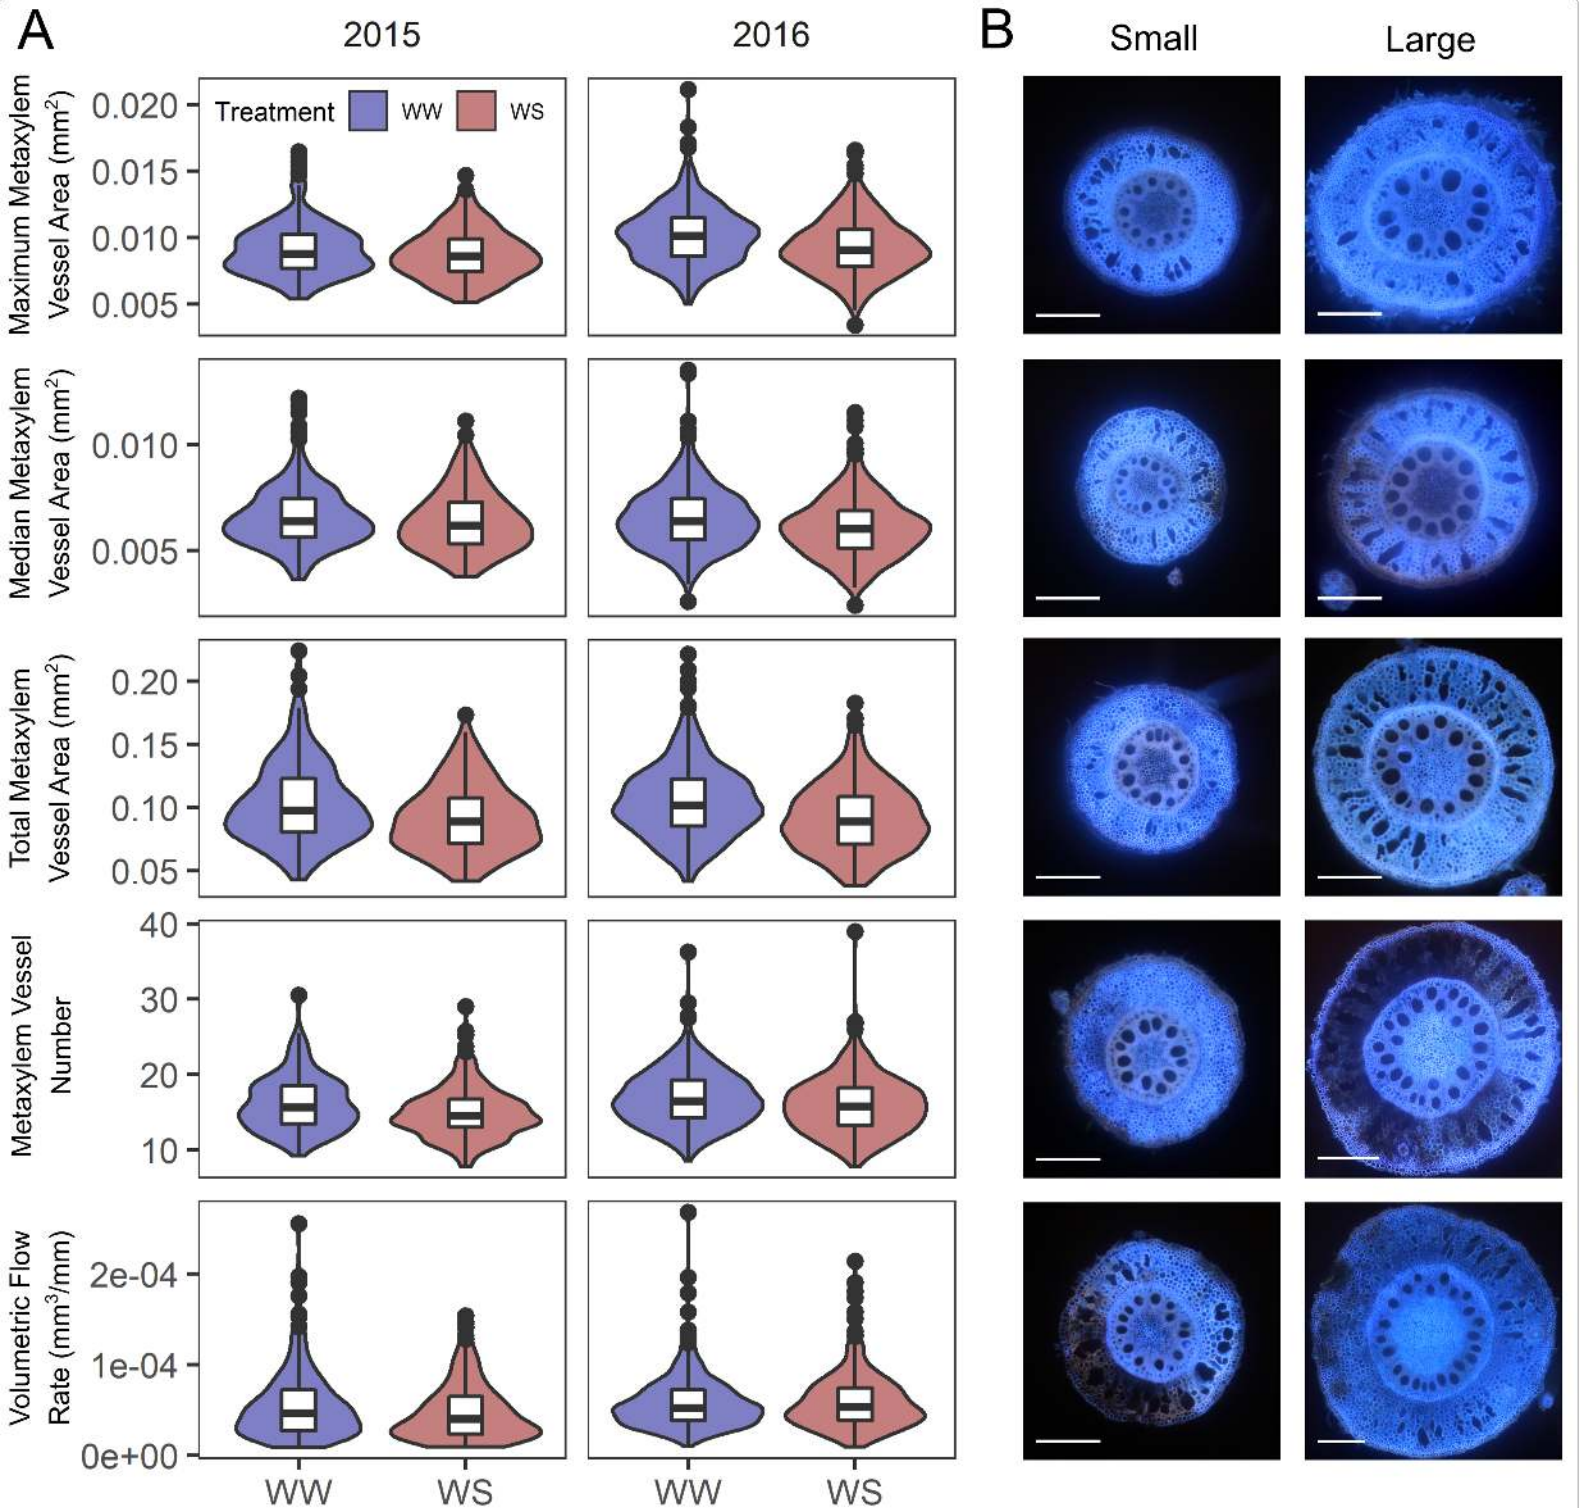 A
2015
2016
B
Small
Large
Treatment WW WS
Maximum Metaxylem
Vessel Area (mm²)
0.020
0.015
0.010
0.005
Median Metaxylem
Vessel Area (mm²)
0.010
0.005
Total Metaxylem
Vessel Area (mm²)
0.20
0.15
0.10
0.05
Metaxylem Vessel
Number
40
30
20
10
Volumetric Flow
Rate (mm³/mm)
2e-04
1e-04
0e+00
WW WS WW WS